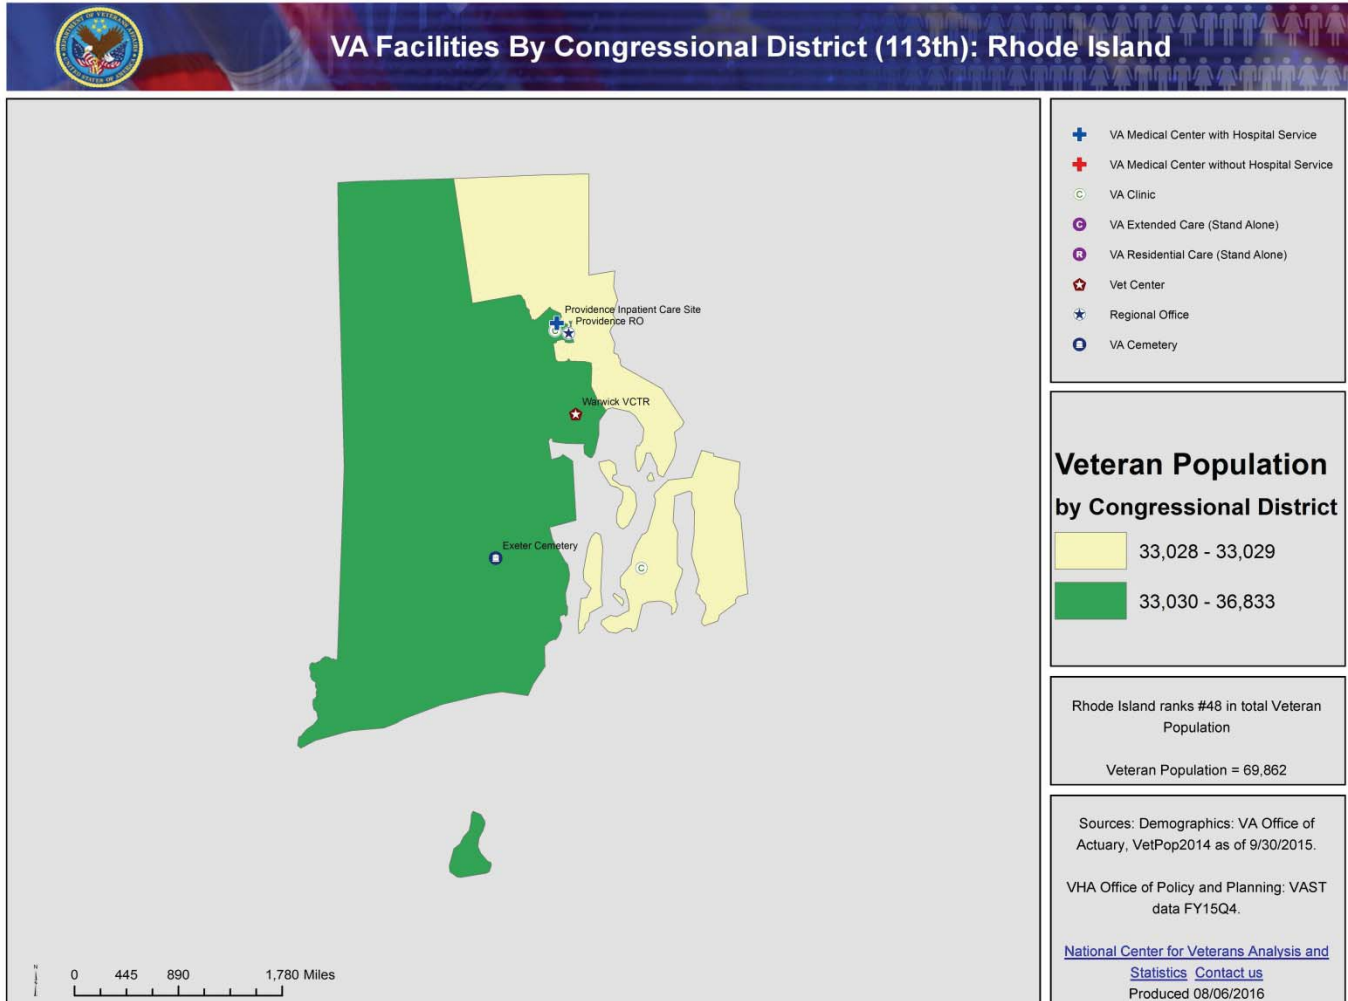 VA Facilities By Congressional District (113th): Rhode Island
Providence Inpatient Care Site
Providence RO
C
Warwick VCTR
Exeter Cemetery
C
N
0 445 890 1,780 Miles
VA Medical Center with Hospital Service
VA Medical Center without Hospital Service
C VA Clinic
C VA Extended Care (Stand Alone)
R VA Residential Care (Stand Alone)
Vet Center
Regional Office
VA Cemetery
Veteran Population
by Congressional District
33,028 - 33,029
33,030 - 36,833
Rhode Island ranks #48 in total Veteran
Population
Veteran Population = 69,862
Sources: Demographics: VA Office of
Actuary, VetPop2014 as of 9/30/2015.
VHA Office of Policy and Planning: VAST
data FY15Q4.
National Center for Veterans Analysis and
Statistics Contact us
Produced 08/06/2016